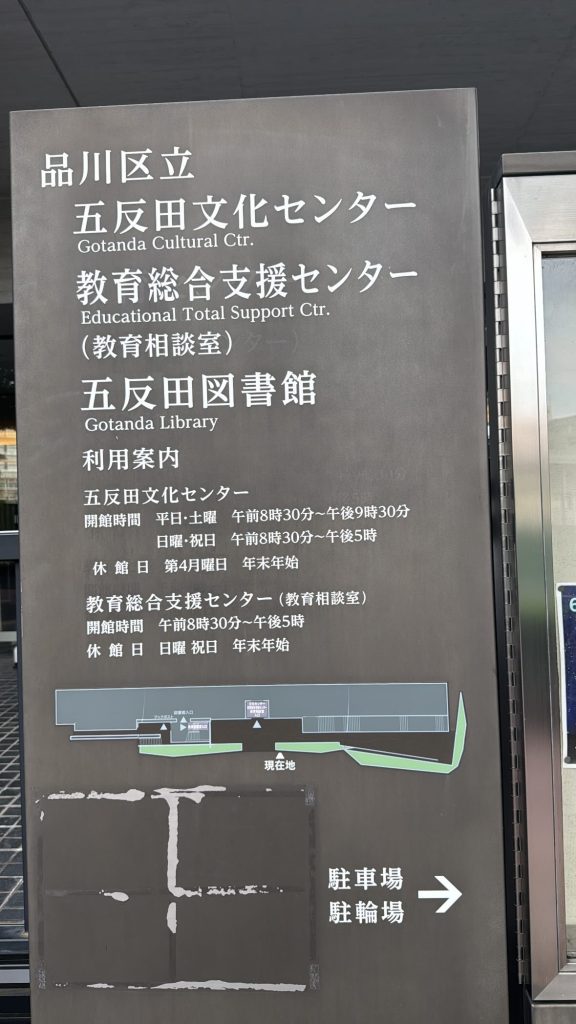 品川区立
五反田文化センター
Gotanda Cultural Ctr.
教育総合支援センター
Educational Total Support Ctr.
（教育相談室）
五反田図書館
Gotanda Library
利用案内
五反田文化センター
開館時間　平日･土曜　午前8時30分～午後9時30分
日曜･祝日　午前8時30分～午後5時
休 館 日　第4月曜日　年末年始
教育総合支援センター（教育相談室）
開館時間　午前8時30分～午後5時
休 館 日　日曜 祝日　年末年始
現在地
駐車場
駐輪場